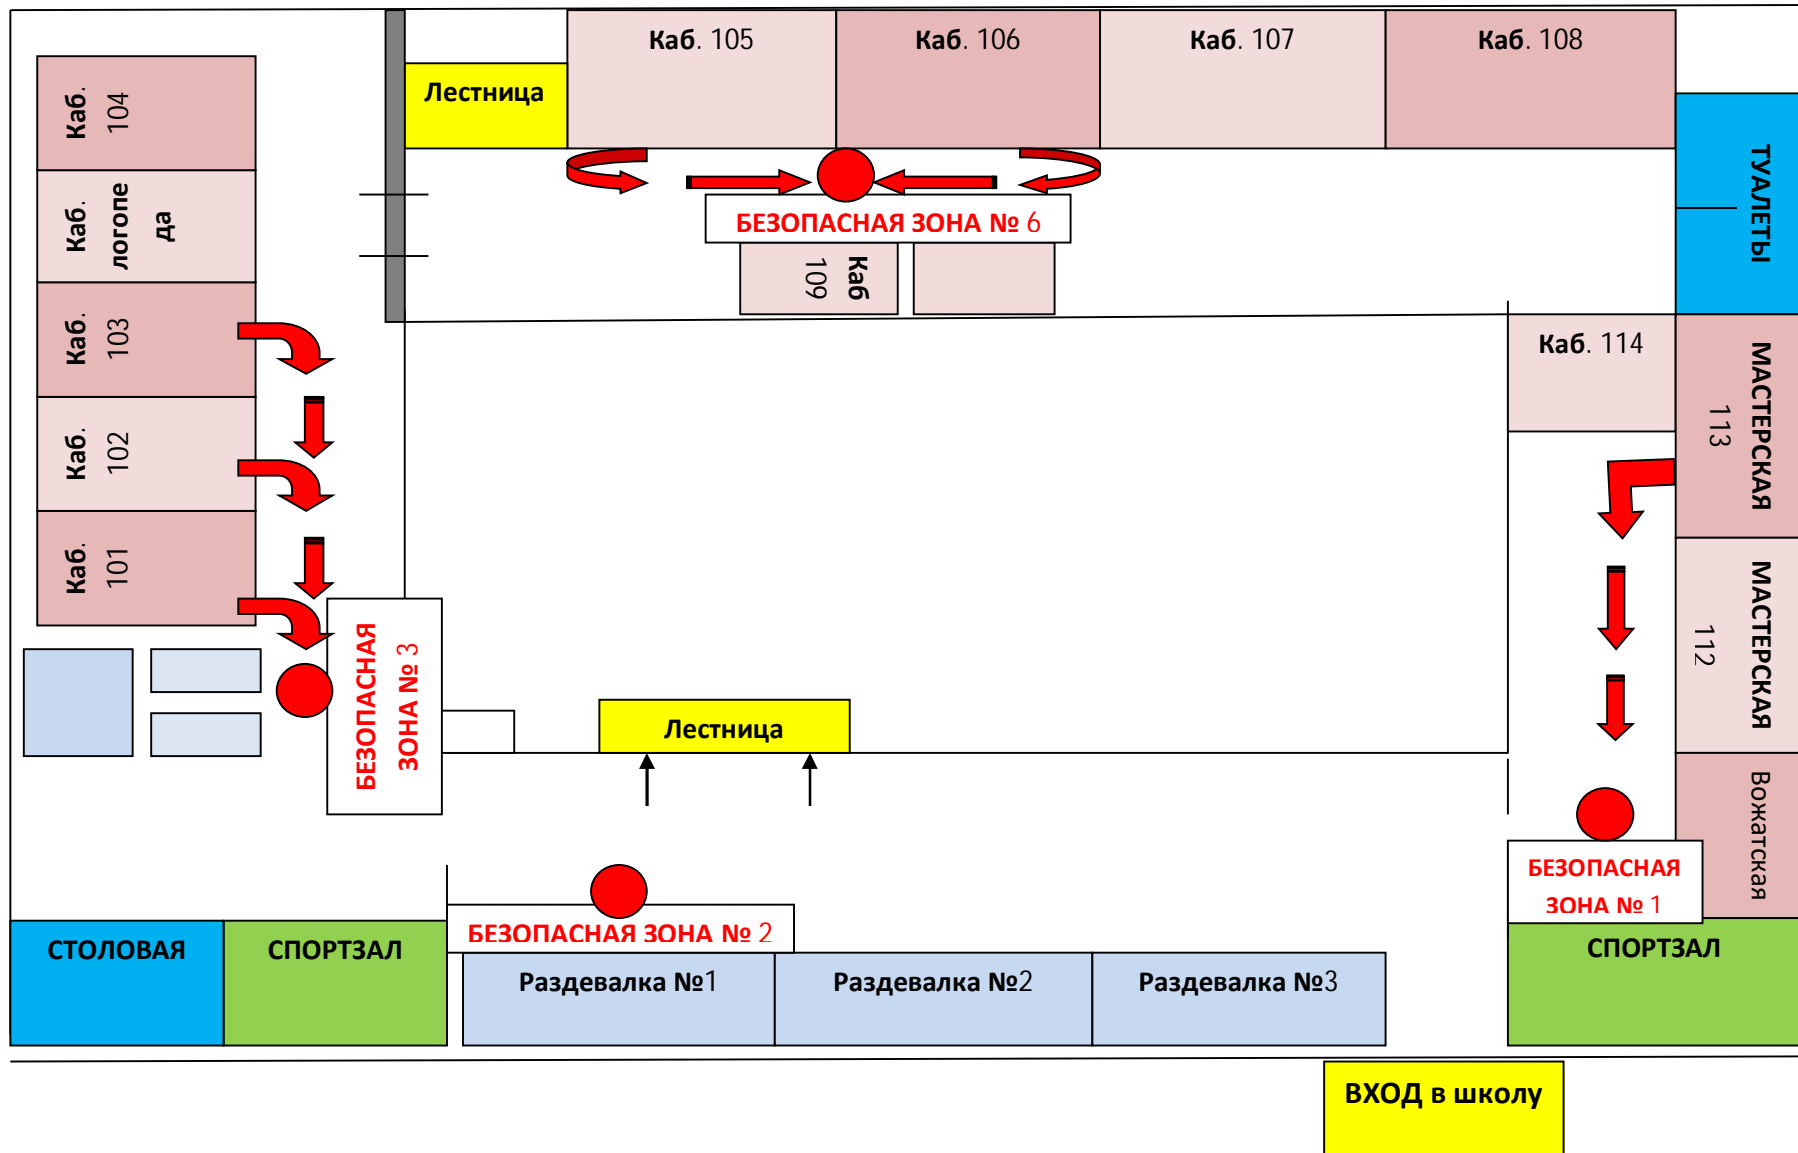 Каб. 105
Каб. 106
Каб. 107
Каб. 108
Лестница
Каб.
104
Каб.
логопе
да
Каб.
103
Каб.
102
Каб.
101
БЕЗОПАСНАЯ ЗОНА № 6
Каб
109
ТУАЛЕТЫ
Каб. 114
МАСТЕРСКАЯ
113
МАСТЕРСКАЯ
112
Вожатская
БЕЗОПАСНАЯ
ЗОНА № 3
Лестница
БЕЗОПАСНАЯ
ЗОНА № 1
БЕЗОПАСНАЯ ЗОНА № 2
СТОЛОВАЯ
СПОРТЗАЛ
Раздевалка №1
Раздевалка №2
Раздевалка №3
СПОРТЗАЛ
ВХОД в школу